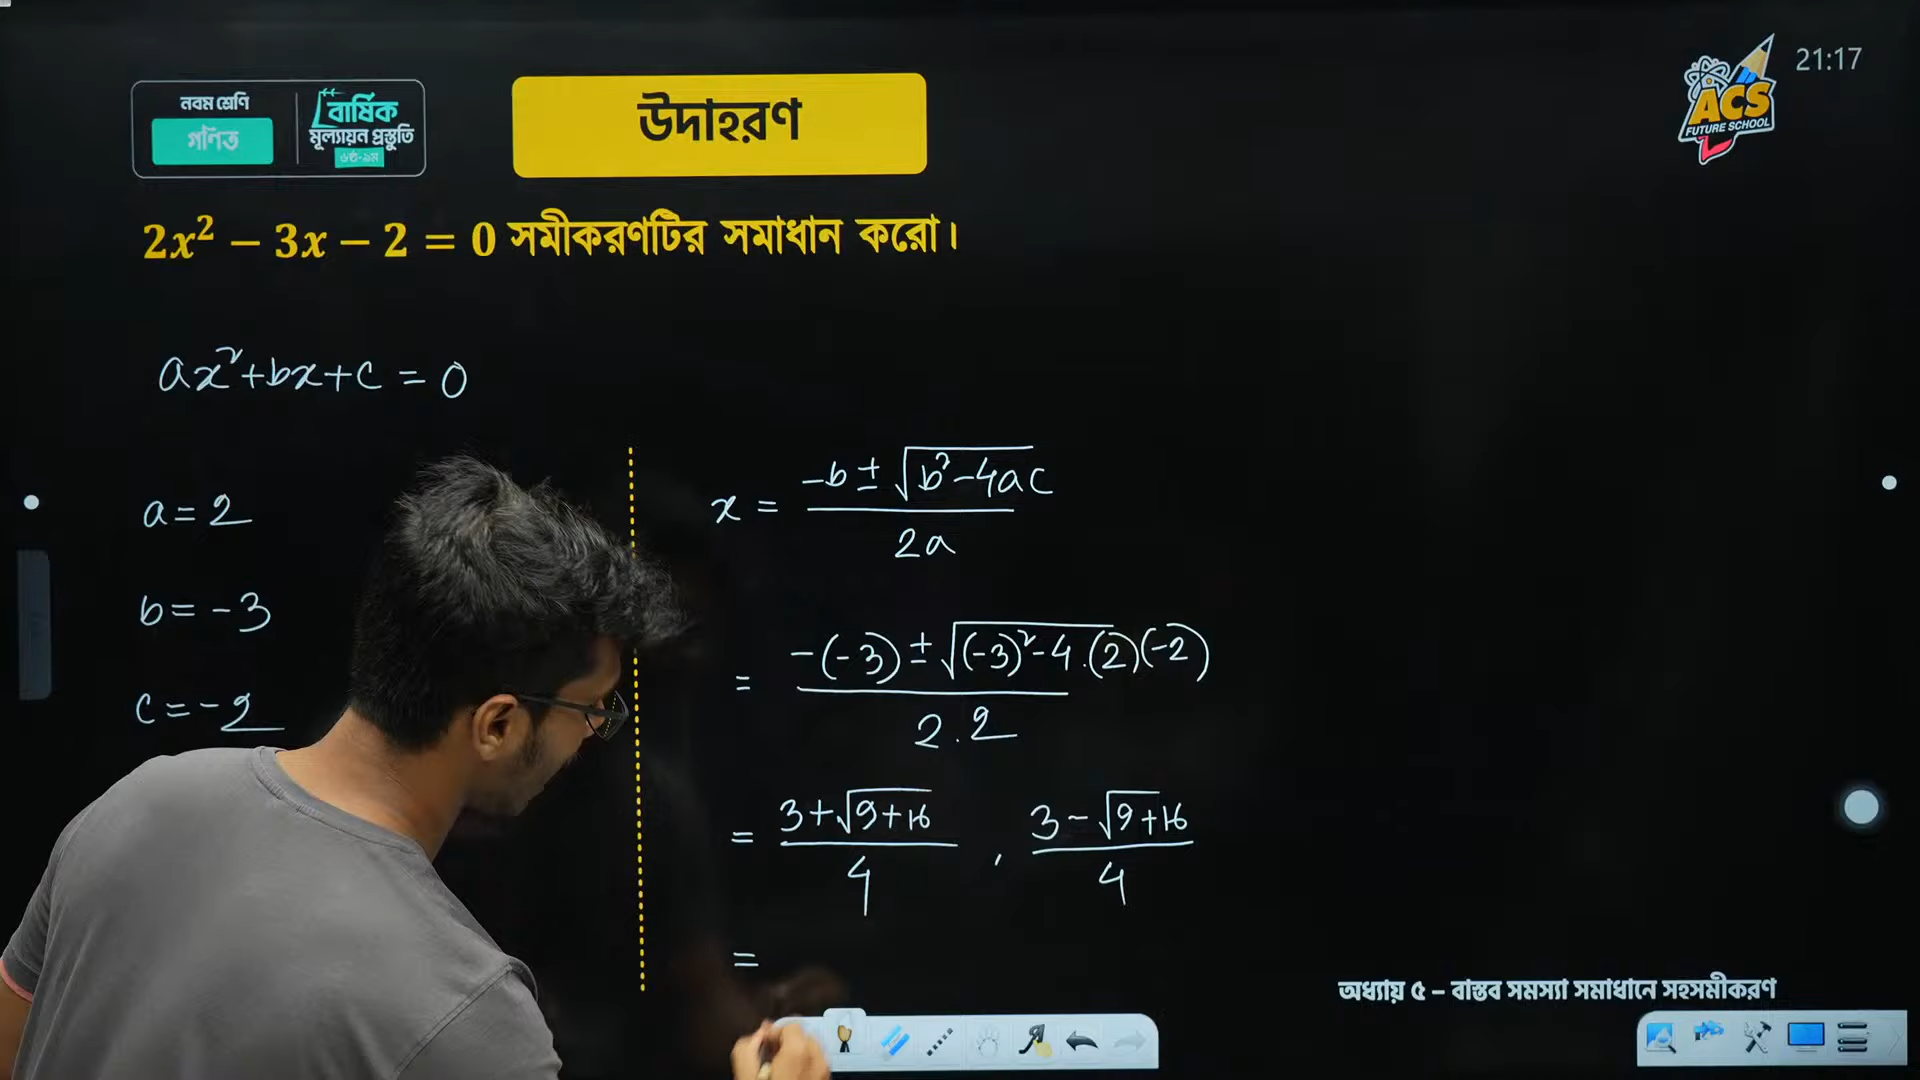 নবম শ্রেণি
গণিত
বার্ষিক
মূল্যায়ন প্রস্তুতি
৬ষ্ঠ-৯ম
উদাহরণ
ACS
FUTURE SCHOOL
21:17
2x² − 3x − 2 = 0 সমীকরণটির সমাধান করো।
ax²+bx+c = 0
a = 2
b = -3
c = -2
x = (-b ± √(b²-4ac)) / 2a
= (-(-3) ± √((-3)²-4.(2)(-2))) / 2.2
= (3+√(9+16)) / 4 , (3-√(9+16)) / 4
=
অধ্যায় ৫ – বাস্তব সমস্যা সমাধানে সহসমীকরণ